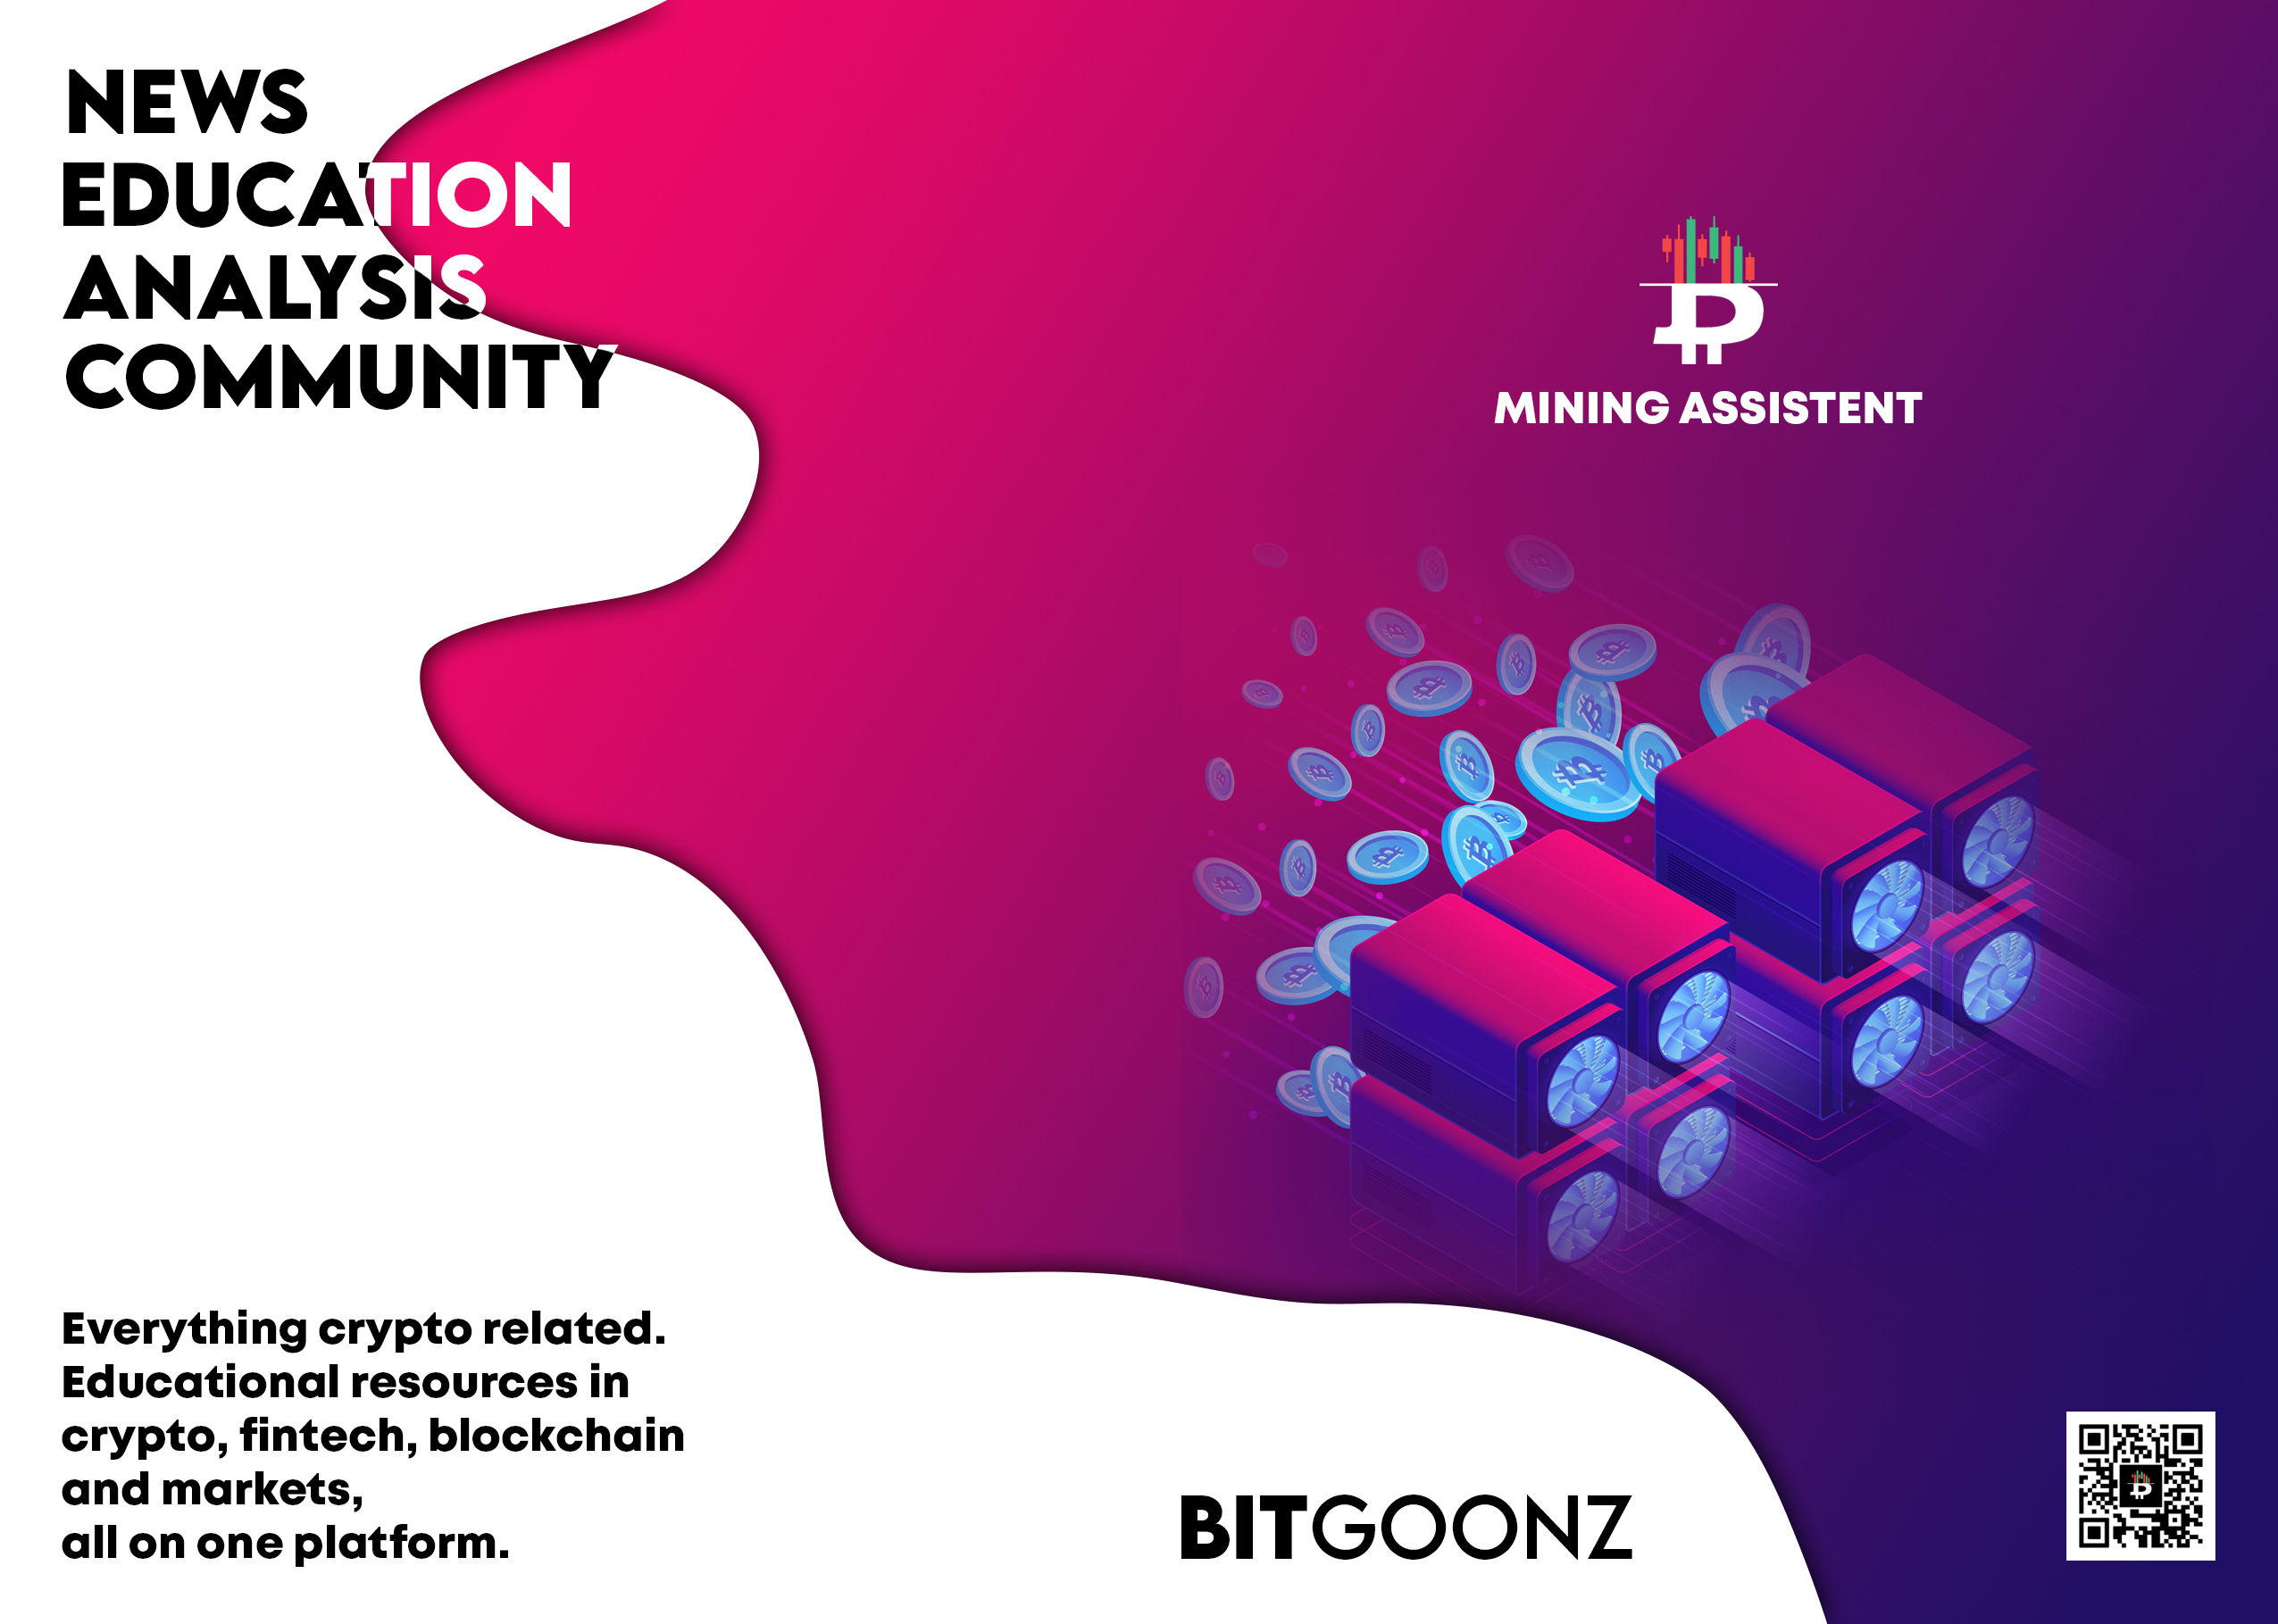 NEWS
EDUCATION
ANALYSIS
COMMUNITY
MINING ASSISTENT
Everything crypto related.
Educational resources in
crypto, fintech, blockchain
and markets,
all on one platform.
BITGOONZ